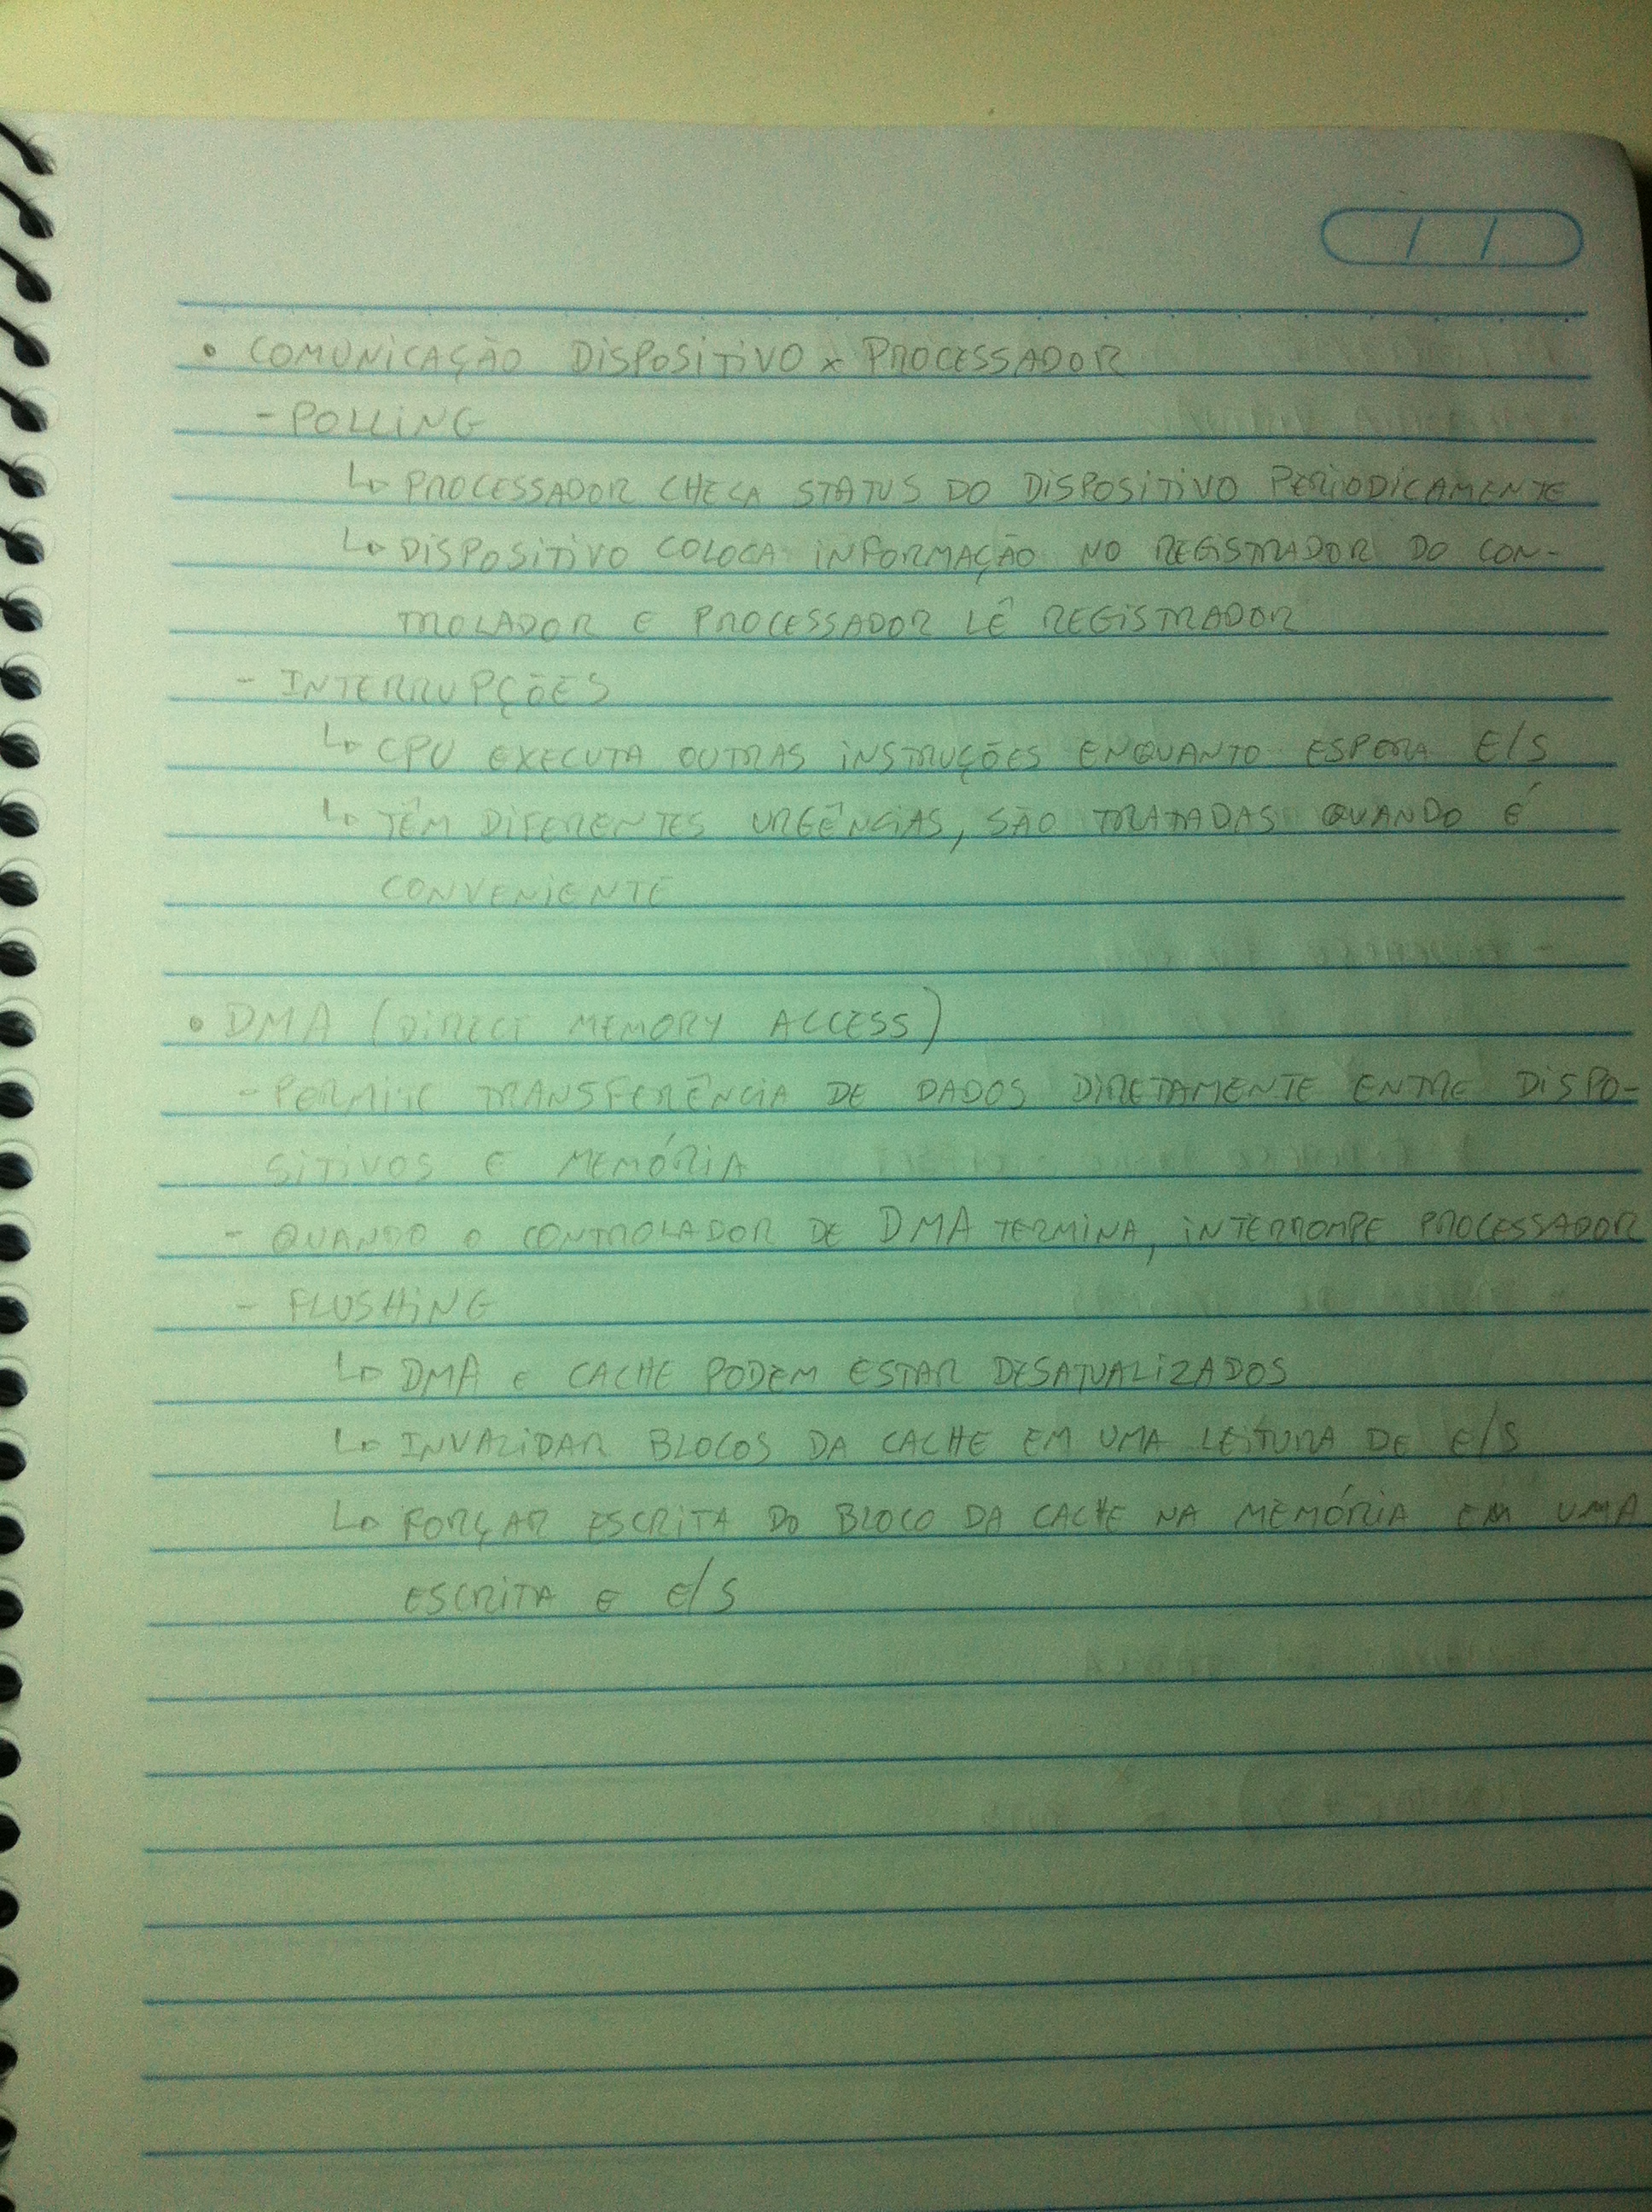 • COMUNICAÇÃO DISPOSITIVO x PROCESSADOR
- POLLING
↳ PROCESSADOR CHECA STATUS DO DISPOSITIVO PERIODICAMENTE
↳ DISPOSITIVO COLOCA INFORMAÇÃO NO REGISTRADOR DO CON-
TROLADOR E PROCESSADOR LÊ REGISTRADOR
- INTERRUPÇÕES
↳ CPU EXECUTA OUTRAS INSTRUÇÕES ENQUANTO ESPERA E/S
↳ TÊM DIFERENTES URGÊNCIAS, SÃO TRATADAS QUANDO É
CONVENIENTE
• DMA (DIRECT MEMORY ACCESS)
- PERMITE TRANSFERÊNCIA DE DADOS DIRETAMENTE ENTRE DISPO-
SITIVOS E MEMÓRIA
- QUANDO O CONTROLADOR DE DMA TERMINA, INTERROMPE PROCESSADOR
- FLUSHING
↳ DMA E CACHE PODEM ESTAR DESATUALIZADOS
↳ INVALIDAR BLOCOS DA CACHE EM UMA LEITURA DE E/S
↳ FORÇAR ESCRITA DO BLOCO DA CACHE NA MEMÓRIA EM UMA
ESCRITA E E/S